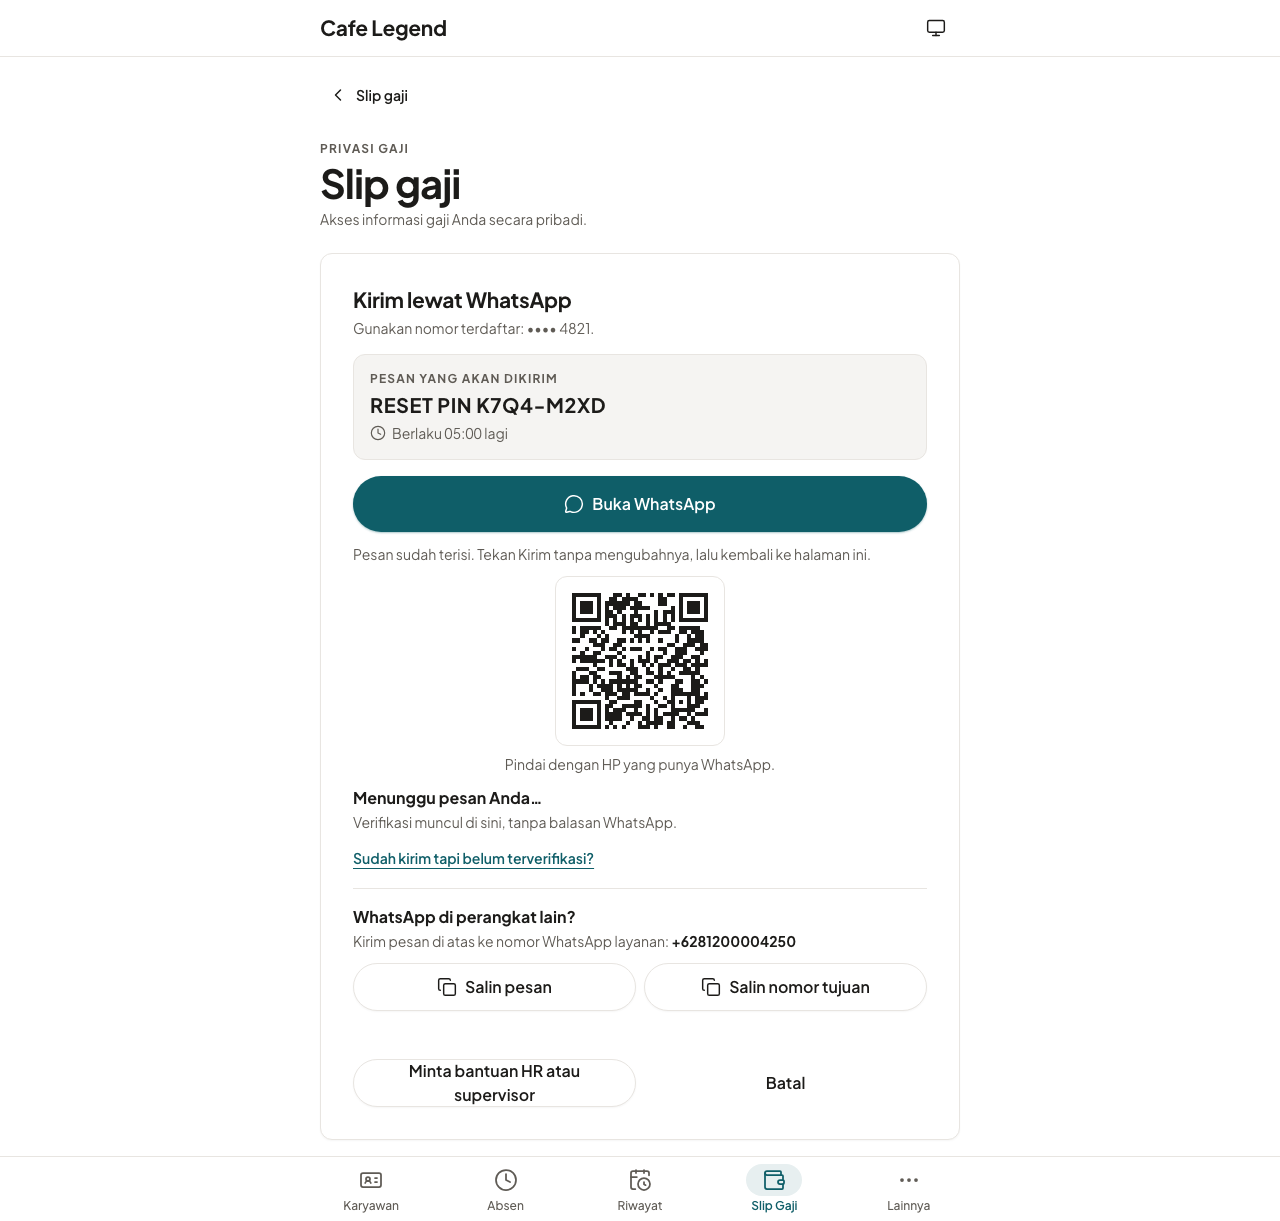 Cafe Legend
Slip gaji
PRIVASI GAJI
Slip gaji
Akses informasi gaji Anda secara pribadi.
Kirim lewat WhatsApp
Gunakan nomor terdaftar: •••• 4821.
PESAN YANG AKAN DIKIRIM
RESET PIN K7Q4-M2XD
Berlaku 05:00 lagi
Buka WhatsApp
Pesan sudah terisi. Tekan Kirim tanpa mengubahnya, lalu kembali ke halaman ini.
Pindai dengan HP yang punya WhatsApp.
Menunggu pesan Anda…
Verifikasi muncul di sini, tanpa balasan WhatsApp.
Sudah kirim tapi belum terverifikasi?
WhatsApp di perangkat lain?
Kirim pesan di atas ke nomor WhatsApp layanan: +6281200004250
Salin pesan
Salin nomor tujuan
Minta bantuan HR atau
supervisor
Batal
Karyawan
Absen
Riwayat
Slip Gaji
Lainnya